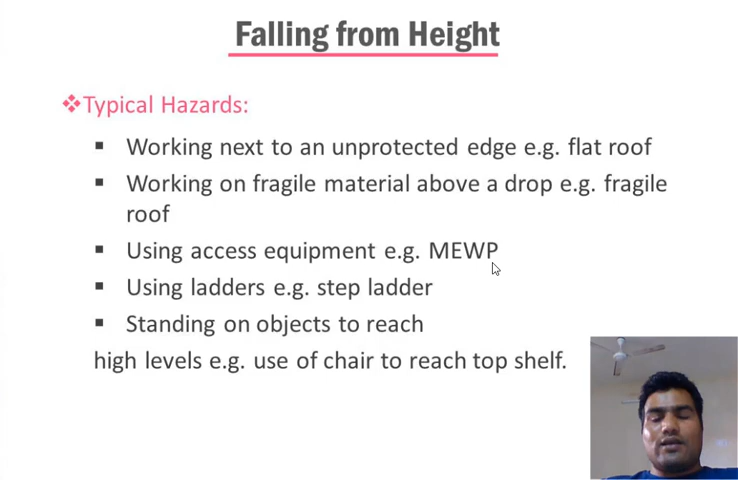 Falling from Height
❖Typical Hazards:
▪ Working next to an unprotected edge e.g. flat roof
▪ Working on fragile material above a drop e.g. fragile
roof
▪ Using access equipment e.g. MEWP
▪ Using ladders e.g. step ladder
▪ Standing on objects to reach
high levels e.g. use of chair to reach top shelf.